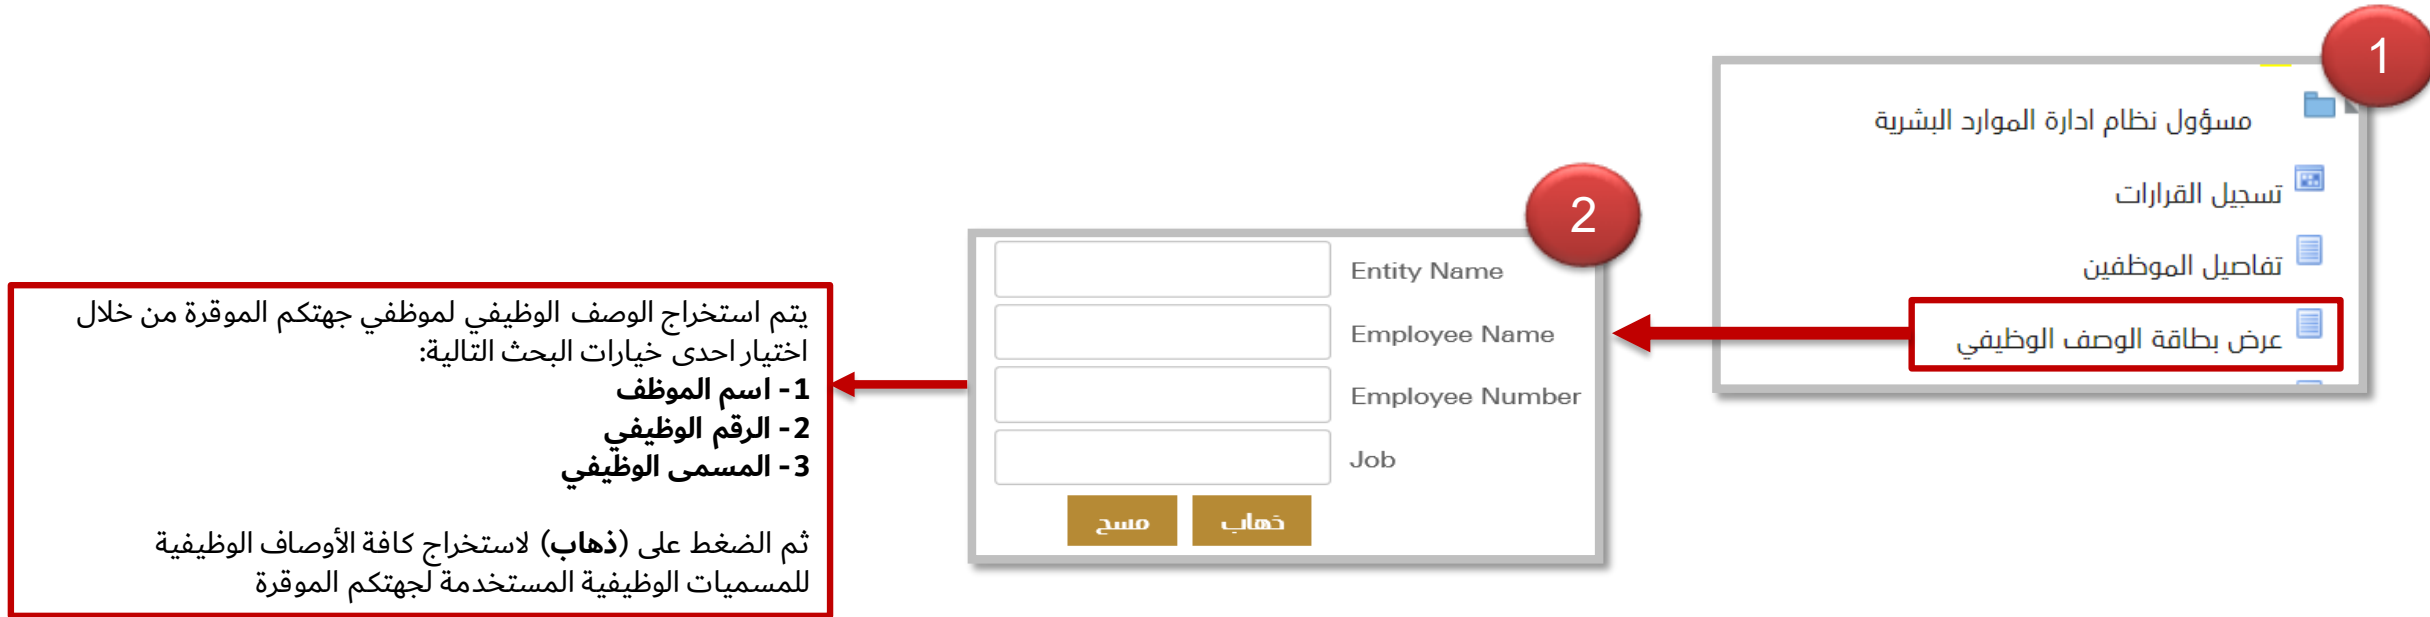 1
مسؤول نظام ادارة الموارد البشرية
تسجيل القرارات
تفاصيل الموظفين
عرض بطاقة الوصف الوظيفي
2
Entity Name
Employee Name
Employee Number
Job
ذهاب
مسح
يتم استخراج الوصف الوظيفي لموظفي جهتكم الموقرة من خلال
اختيار احدى خيارات البحث التالية:
1- اسم الموظف
2- الرقم الوظيفي
3- المسمى الوظيفي
ثم الضغط على (ذهاب) لاستخراج كافة الأوصاف الوظيفية
للمسميات الوظيفية المستخدمة لجهتكم الموقرة